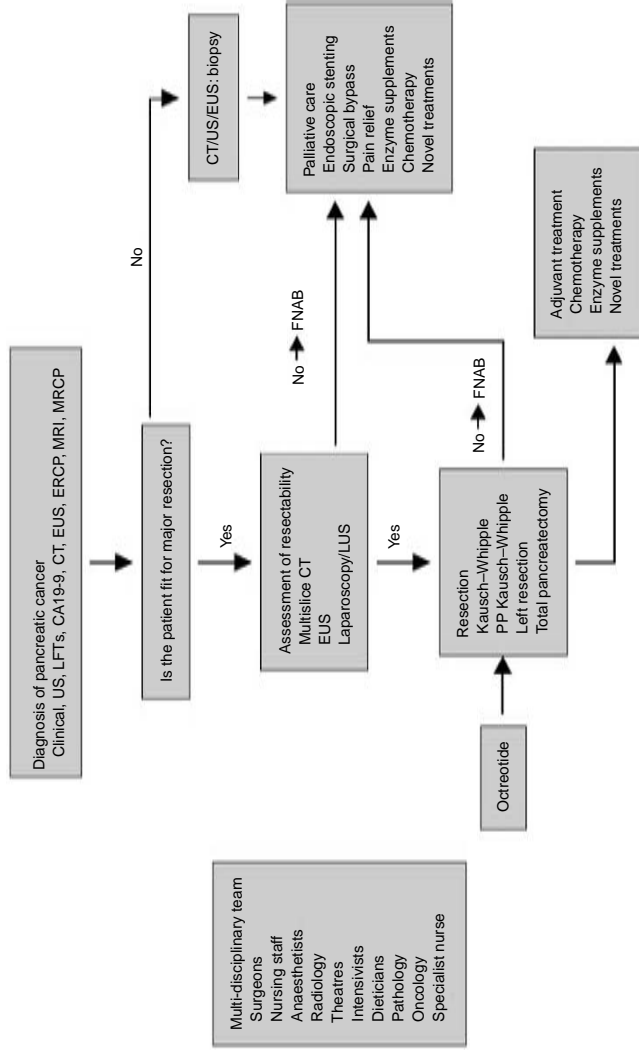 Diagnosis of pancreatic cancer
Clinical, US, LFTs, CA19-9, CT, EUS, ERCP, MRI, MRCP
Is the patient fit for major resection?
No
CT/US/EUS: biopsy
Yes
Assessment of resectability
Multislice CT
EUS
Laparoscopy/LUS
No
FNAB
Palliative care
Endoscopic stenting
Surgical bypass
Pain relief
Enzyme supplements
Chemotherapy
Novel treatments
Yes
Octreotide
Resection
Kausch–Whipple
PP Kausch–Whipple
Left resection
Total pancreatectomy
No
FNAB
Adjuvant treatment
Chemotherapy
Enzyme supplements
Novel treatments
Multi-disciplinary team
Surgeons
Nursing staff
Anaesthetists
Radiology
Theatres
Intensivists
Dieticians
Pathology
Oncology
Specialist nurse